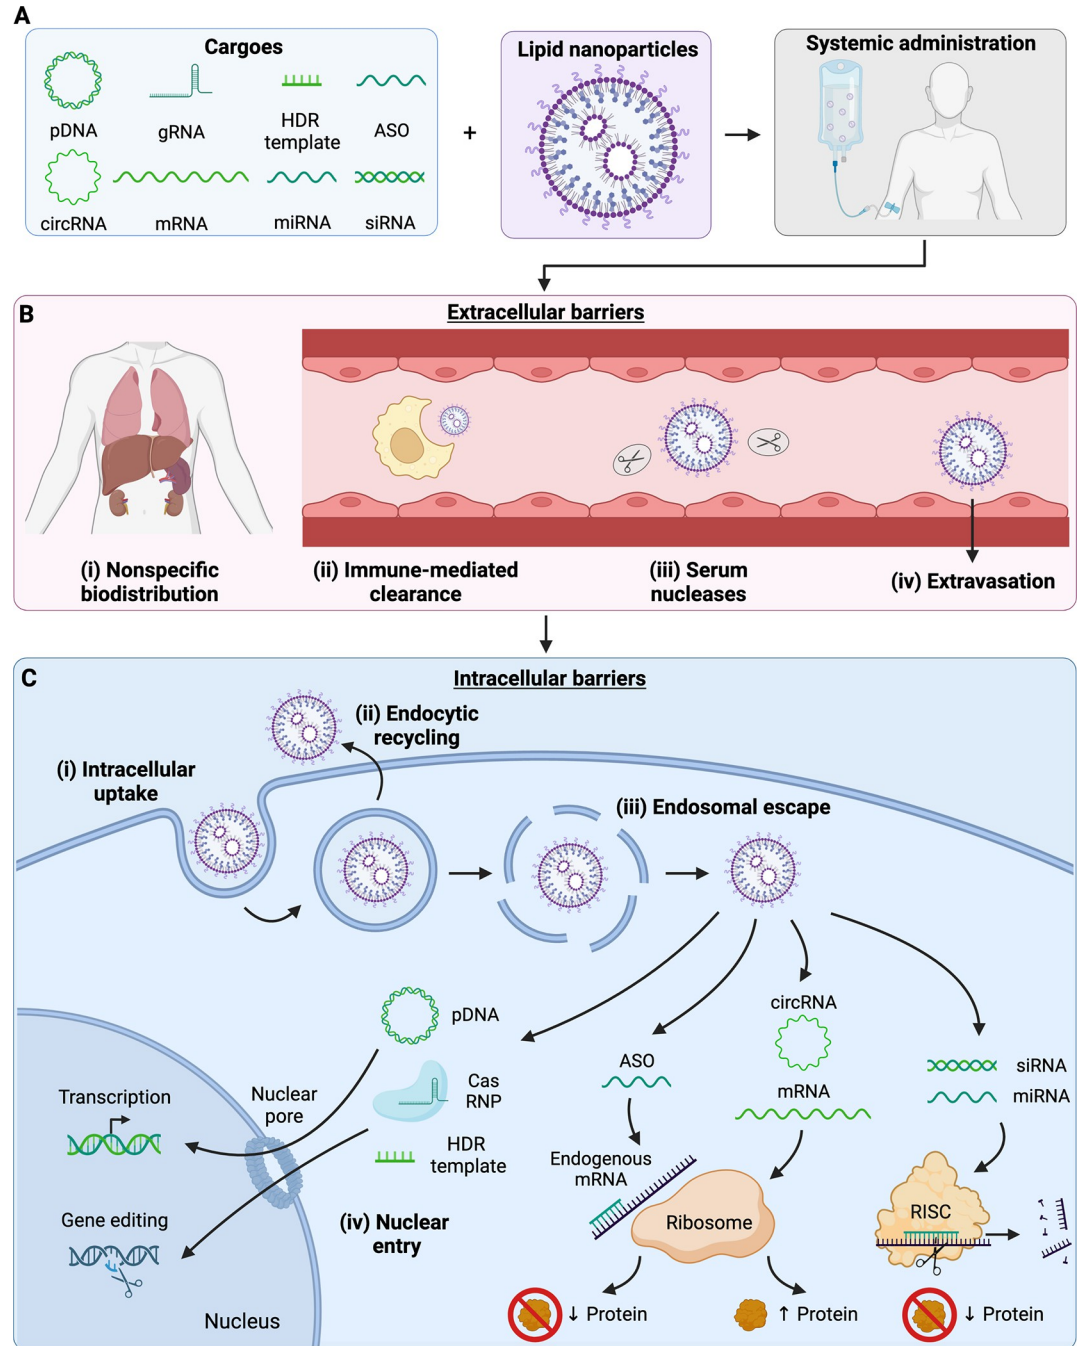 A
Cargoes
pDNA
gRNA
HDR
template
ASO
circRNA
mRNA
miRNA
siRNA
+
Lipid nanoparticles
Systemic administration
B
Extracellular barriers
(i) Nonspecific
biodistribution
(ii) Immune-mediated
clearance
(iii) Serum
nucleases
(iv) Extravasation
C
Intracellular barriers
(i) Intracellular
uptake
(ii) Endocytic
recycling
(iii) Endosomal escape
pDNA
Cas
RNP
HDR
template
(iv) Nuclear
entry
Nuclear
pore
Transcription
Gene editing
Nucleus
ASO
Endogenous
mRNA
circRNA
mRNA
Ribosome
↓ Protein
↑ Protein
siRNA
miRNA
RISC
↓ Protein